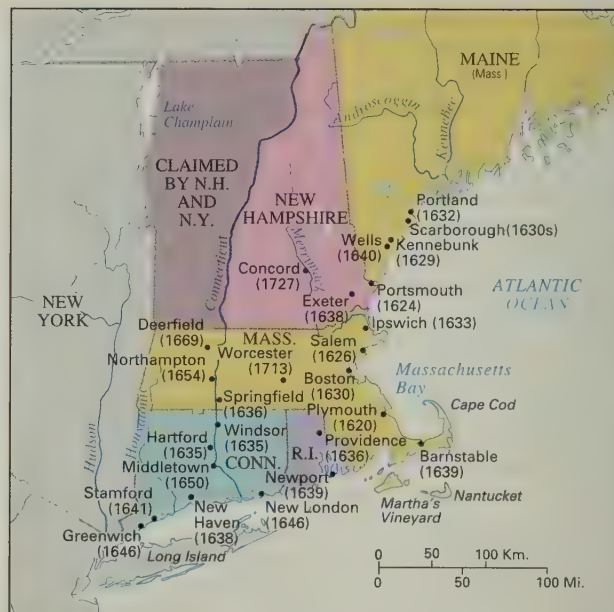 MAINE
(Mass)
Androscoggin
Kennebec
Lake
Champlain
CLAIMED
BY N.H.
AND
N.Y.
NEW
HAMPSHIRE
Connecticut
Merrimac
Portland
(1632)
Scarborough(1630s)
Wells
(1640)
Kennebunk
(1629)
Concord
(1727)
Exeter
(1638)
Portsmouth
(1624)
ATLANTIC
OCEAN
NEW
YORK
Deerfield
(1669)
MASS.
Ipswich (1633)
Salem
(1626)
Northampton
(1654)
Worcester
(1713)
Boston
(1630)
Massachusetts
Bay
Cape Cod
Springfield
(1636)
Plymouth
(1620)
Hudson
Housatonic
Hartford
(1635)
Windsor
(1635)
R.I.
Providence
(1636)
Barnstable
(1639)
Middletown
(1650)
CONN.
Newport
(1639)
Nantucket
Martha's
Vineyard
Stamford
(1641)
New
Haven
(1638)
New London
(1646)
Greenwich
(1646)
Long Island
0 50 100 Km.
0 50 100 Mi.